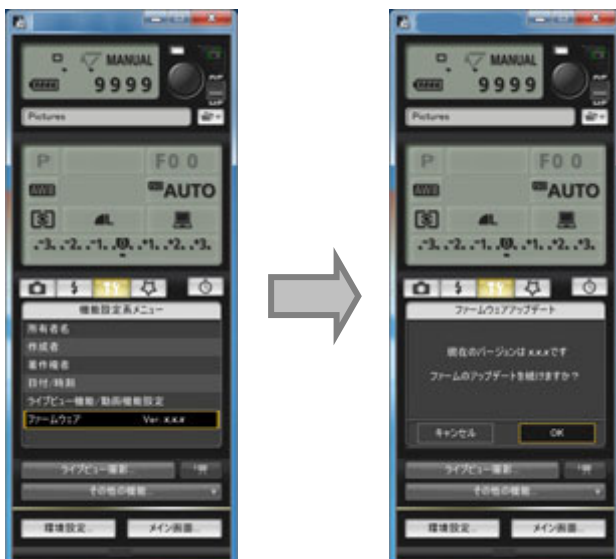 MANUAL
9999
Pictures
P
F0 0
AWB
AUTO
L
-3. .-2. .-1. .0. .+1. .+2. .+3.
機能設定系メニュー
所有者名
作成者
著作権者
日付/時刻
ライブビュー機能/動画機能設定
ファームウェア Ver. x.x.x
ライブビュー撮影...
その他の機能...
環境設定...
メイン画面...
MANUAL
9999
Pictures
P
F0 0
AWB
AUTO
L
-3. .-2. .-1. .0. .+1. .+2. .+3.
ファームウェアアップデート
現在のバージョンは x.x.xです
ファームのアップデートを続けますか?
キャンセル
OK
ライブビュー撮影...
その他の機能...
環境設定...
メイン画面...